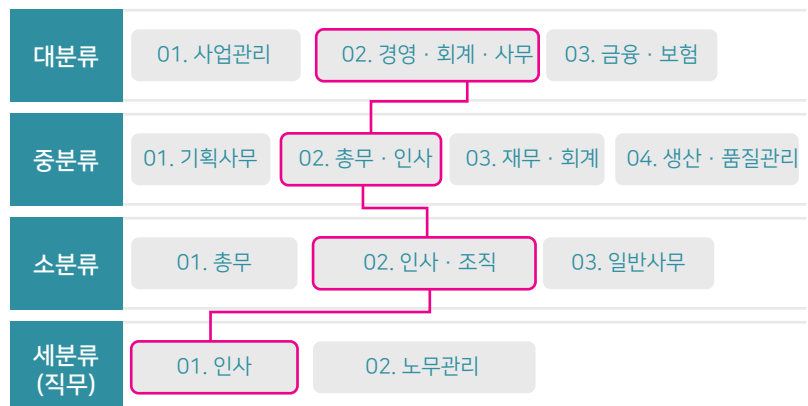 대분류
01. 사업관리
02. 경영 · 회계 · 사무
03. 금융 · 보험
중분류
01. 기획사무
02. 총무 · 인사
03. 재무 · 회계
04. 생산 · 품질관리
소분류
01. 총무
02. 인사 · 조직
03. 일반사무
세분류
(직무)
01. 인사
02. 노무관리